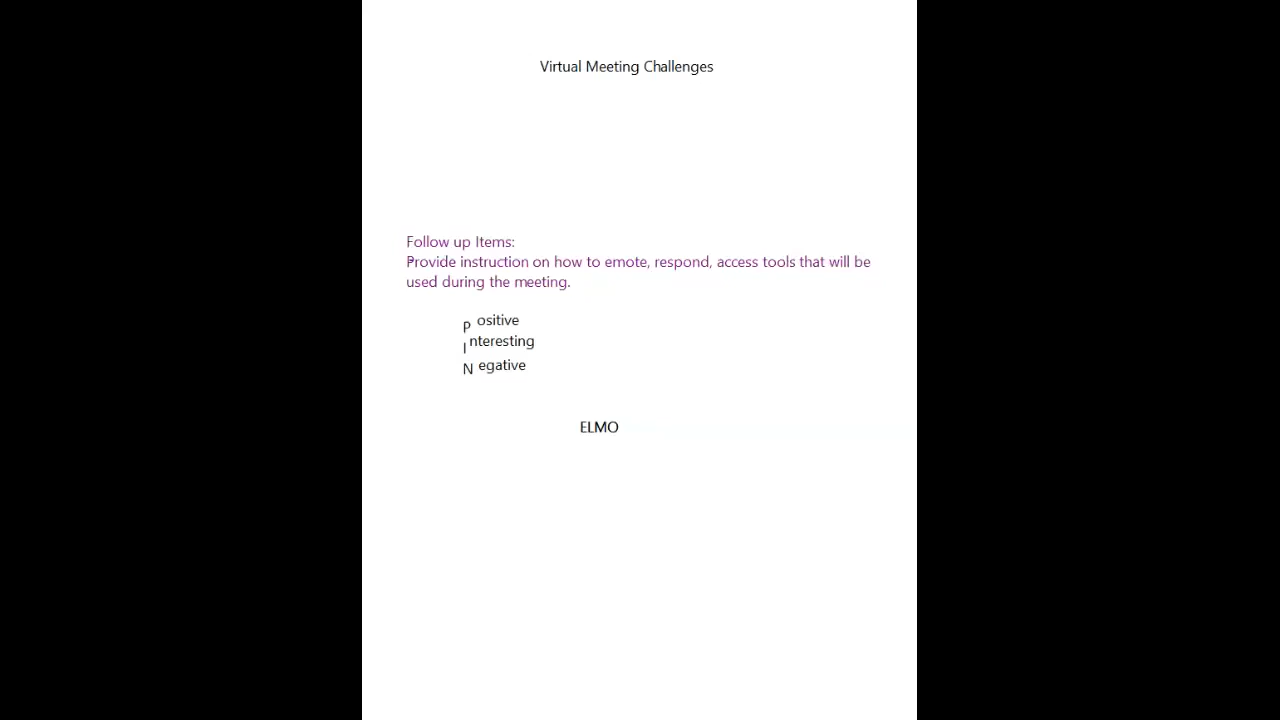 Virtual Meeting Challenges
Follow up Items:
Provide instruction on how to emote, respond, access tools that will be
used during the meeting.
P ositive
I nteresting
N egative
ELMO